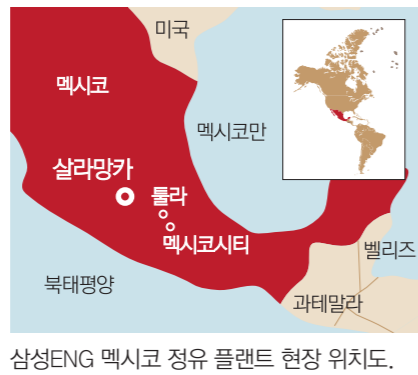 미국
멕시코
멕시코만
살라망카
툴라
멕시코시티
벨리즈
북태평양
과테말라
삼성ENG 멕시코 정유 플랜트 현장 위치도.